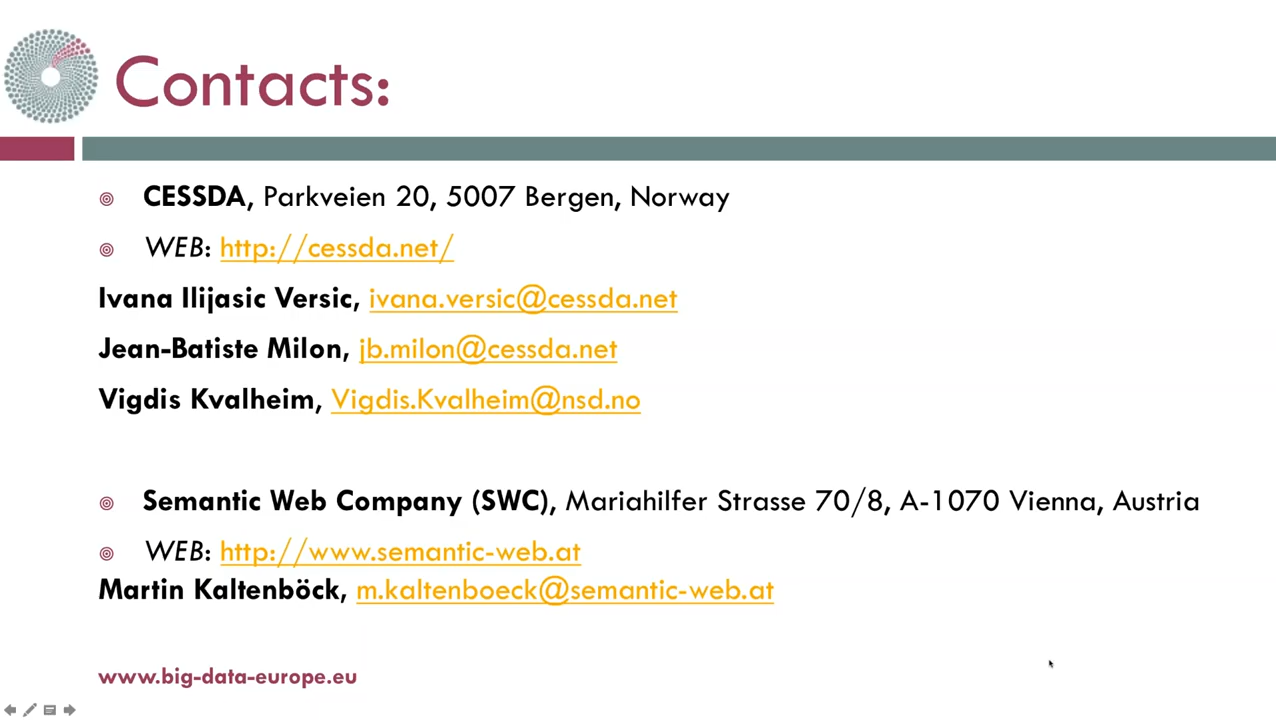 Contacts:
CESSDA, Parkveien 20, 5007 Bergen, Norway
WEB: http://cessda.net/
Ivana Ilijasic Versic, ivana.versic@cessda.net
Jean-Batiste Milon, jb.milon@cessda.net
Vigdis Kvalheim, Vigdis.Kvalheim@nsd.no
Semantic Web Company (SWC), Mariahilfer Strasse 70/8, A-1070 Vienna, Austria
WEB: http://www.semantic-web.at
Martin Kaltenböck, m.kaltenboeck@semantic-web.at
www.big-data-europe.eu